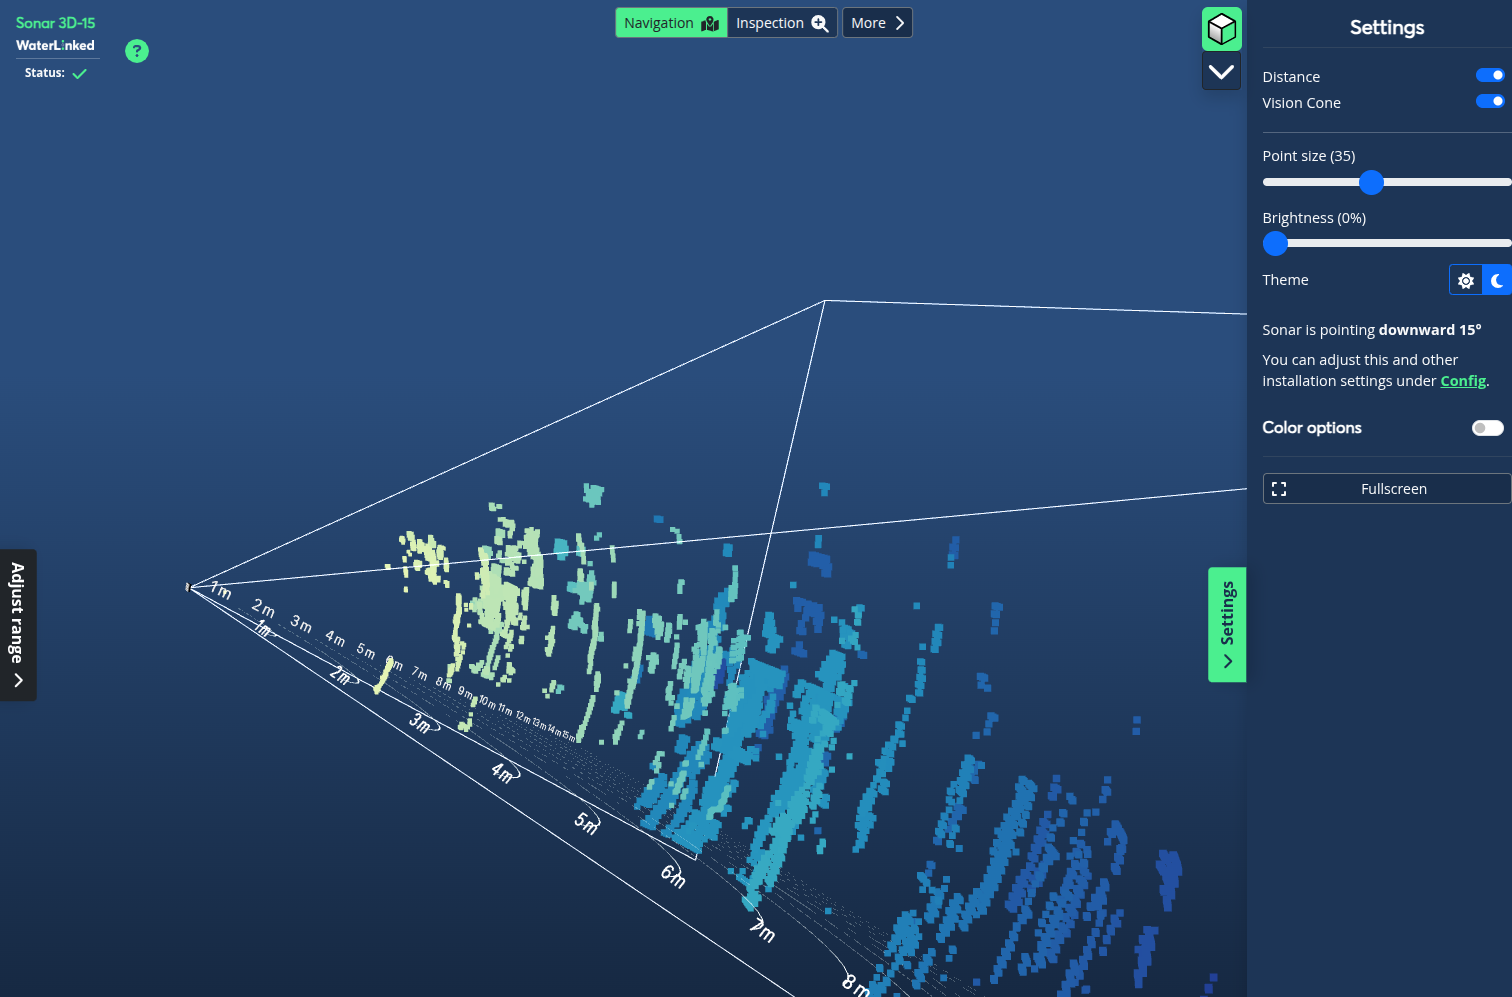 Sonar 3D-15
WaterLinked
Status:
?
Navigation
Inspection
More
Settings
Distance
Vision Cone
Point size (35)
Brightness (0%)
Theme
Sonar is pointing downward 15°
You can adjust this and other
installation settings under Config.
Color options
Fullscreen
Settings
Adjust range
1m
2m
3m
4m
5m
6m
7m
8m
9m
10m
11m
12m
13m
14m
15m
1m
2m
3m
4m
5m
6m
7m
8m